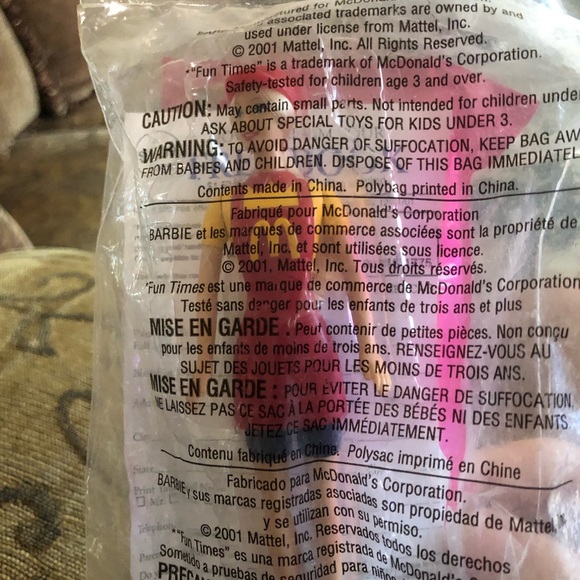 tured for McDonald's Corp
associated trademarks are owned by and
used under license from Mattel, Inc.
© 2001 Mattel, Inc. All Rights Reserved.
*"Fun Times" is a trademark of McDonald's Corporation.
Safety-tested for children age 3 and over.
CAUTION: May contain small parts. Not intended for children unde
ASK ABOUT SPECIAL TOYS FOR KIDS UNDER 3.
WARNING: TO AVOID DANGER OF SUFFOCATION, KEEP BAG AW
FROM BABIES AND CHILDREN. DISPOSE OF THIS BAG IMMEDIATEL
Contents made in China. Polybag printed in China.
Fabriqué pour McDonald's Corporation
BARBIE et les marques de commerce associées sont la propriété de
Mattel, Inc. et sont utilisées sous licence.
© 2001, Mattel, Inc. Tous droits réservés.
*Fun Times est une marque de commerce de McDonald's Corporation
Testé sans danger pour les enfants de trois ans et plus
MISE EN GARDE : Peut contenir de petites pièces. Non conçu
pour les enfants de moins de trois ans. RENSEIGNEZ-VOUS AU
SUJET DES JOUETS POUR LES MOINS DE TROIS ANS.
MISE EN GARDE : POUR ÉVITER LE DANGER DE SUFFOCATION,
NE LAISSEZ PAS CE SAC À LA PORTÉE DES BÉBÉS NI DES ENFANTS.
JETEZ CE SAC IMMÉDIATEMENT.
Contenu fabriqué en Chine. Polysac imprimé en Chine
Fabricado para McDonald's Corporation.
BARBIE y sus marcas registradas asociadas son propiedad de Mattel,
y se utilizan con su permiso.
© 2001 Mattel, Inc. Reservados todos los derechos
*"Fun Times" es una marca registrada de McDonald's Co
Sometido a pruebas de seguridad para niños
PRECA